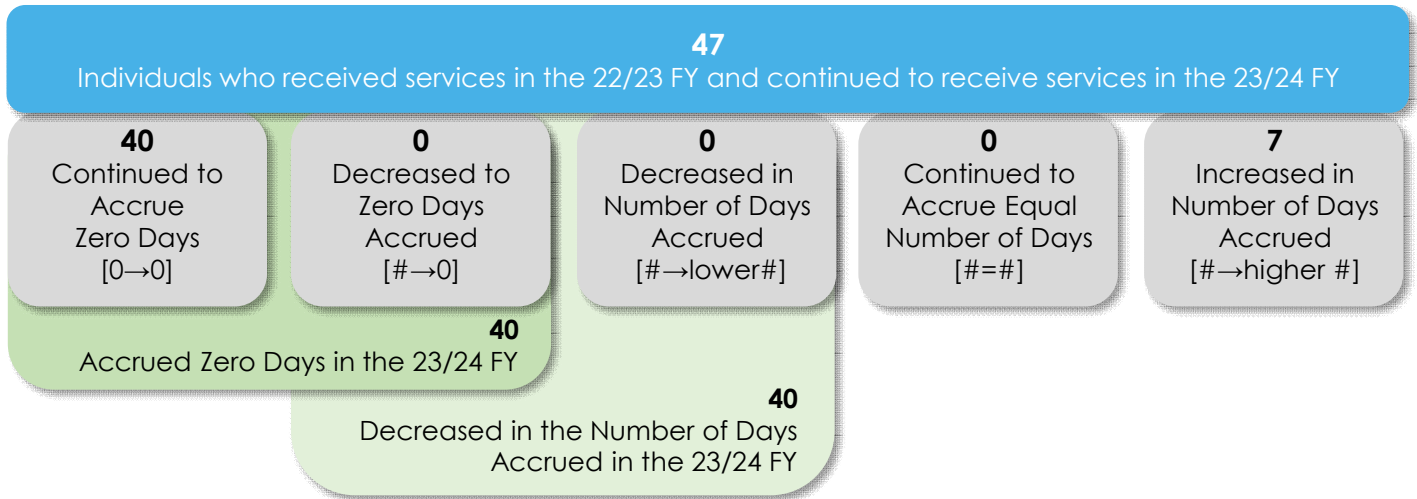 47
Individuals who received services in the 22/23 FY and continued to receive services in the 23/24 FY
40
Continued to
Accrue
Zero Days
[0→0]
0
Decreased to
Zero Days
Accrued
[#→0]
0
Decreased in
Number of Days
Accrued
[#→lower#]
0
Continued to
Accrue Equal
Number of Days
[#=#]
7
Increased in
Number of Days
Accrued
[#→higher #]
40
Accrued Zero Days in the 23/24 FY
40
Decreased in the Number of Days
Accrued in the 23/24 FY